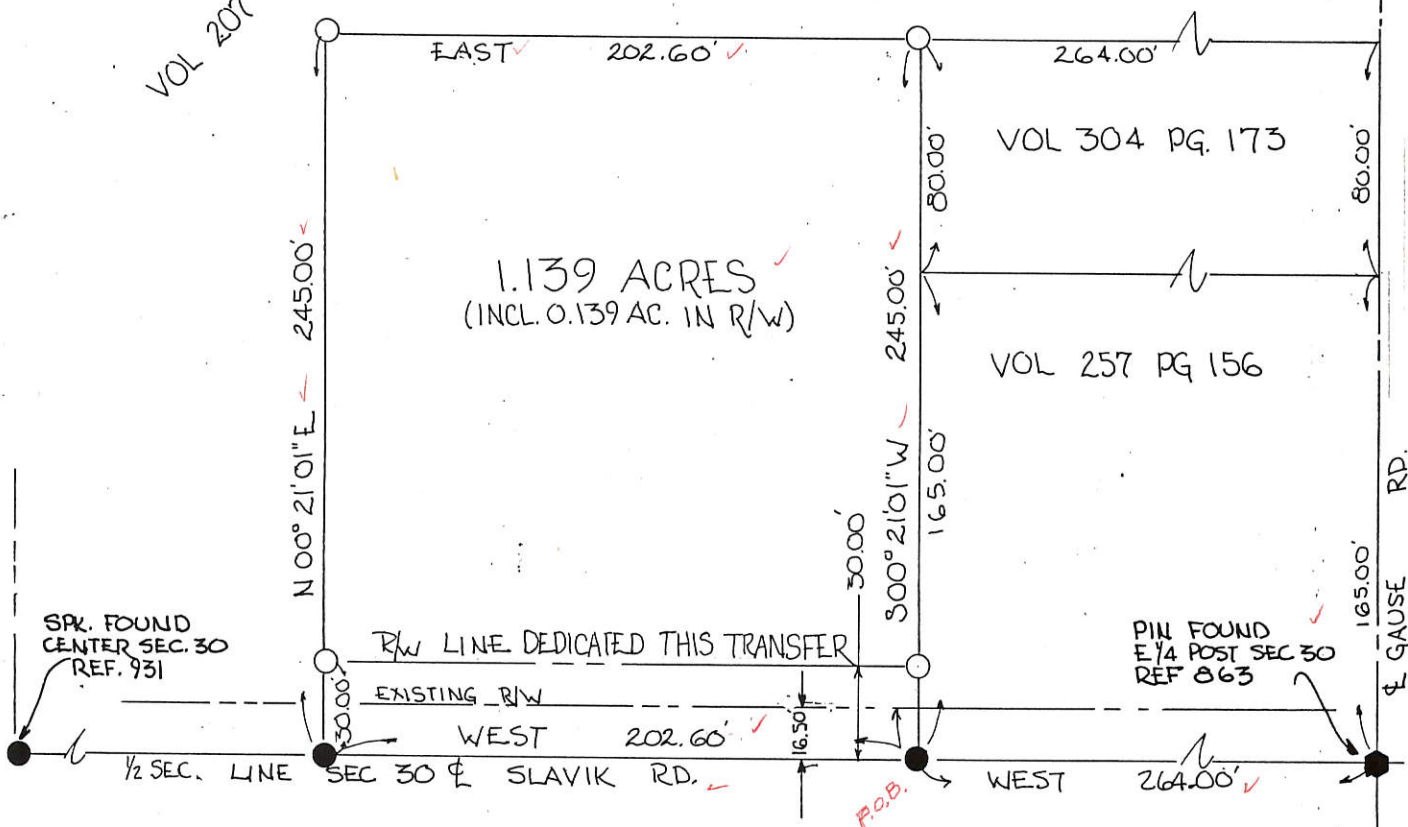 VOL 207
EAST 202.60'
264.00'
VOL 304 PG. 173
80.00'
80.00'
1.139 ACRES
(INCL. 0.139 AC. IN R/W)
N 00° 21' 01" E 245.00'
S 00° 21' 01" W 245.00'
165.00'
VOL 257 PG 156
30.00'
165.00'
℄ GAUSE RD.
SPK. FOUND
CENTER SEC. 30
REF. 931
R/W LINE DEDICATED THIS TRANSFER
EXISTING R/W
30.00'
16.50'
WEST 202.60'
PIN FOUND
E 1/4 POST SEC 30
REF 863
1/2 SEC. LINE SEC 30 ℄ SLAVIK RD.
P.O.B.
WEST 264.00'